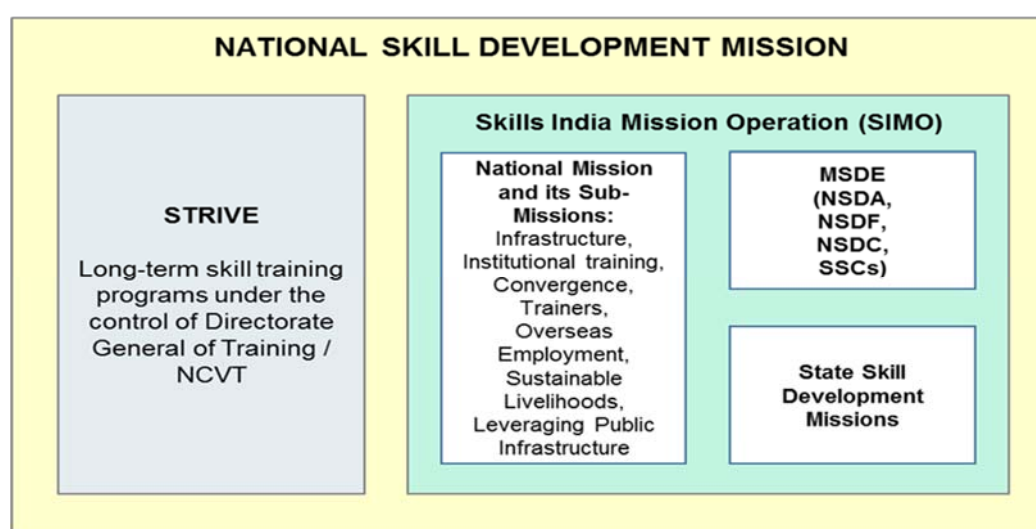 NATIONAL SKILL DEVELOPMENT MISSION
STRIVE
Long-term skill training
programs under the
control of Directorate
General of Training /
NCVT
Skills India Mission Operation (SIMO)
National Mission
and its Sub-
Missions:
Infrastructure,
Institutional training,
Convergence,
Trainers,
Overseas
Employment,
Sustainable
Livelihoods,
Leveraging Public
Infrastructure
MSDE
(NSDA,
NSDF,
NSDC,
SSCs)
State Skill
Development
Missions